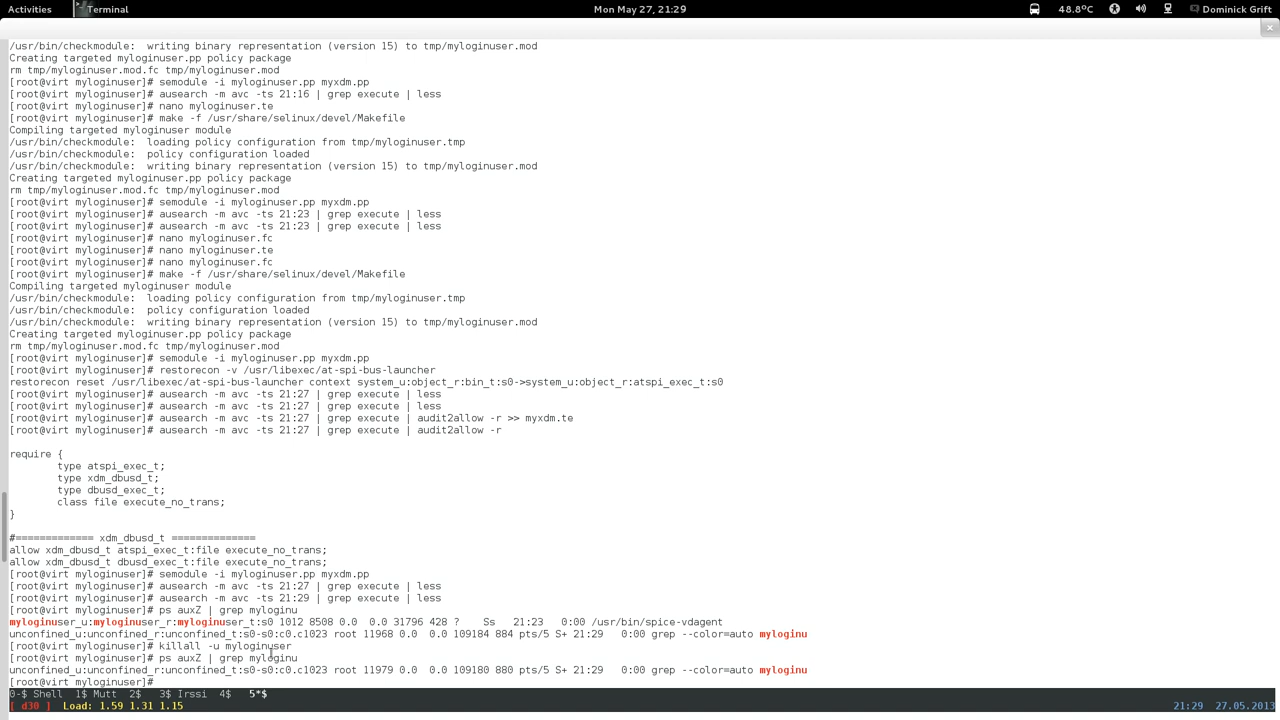 Activities Terminal Mon May 27, 21:29 48.8°C Dominick Grift
/usr/bin/checkmodule:  writing binary representation (version 15) to tmp/myloginuser.mod
Creating targeted myloginuser.pp policy package
rm tmp/myloginuser.mod.fc tmp/myloginuser.mod
[root@virt myloginuser]# semodule -i myloginuser.pp myxdm.pp
[root@virt myloginuser]# ausearch -m avc -ts 21:16 | grep execute | less
[root@virt myloginuser]# nano myloginuser.te
[root@virt myloginuser]# make -f /usr/share/selinux/devel/Makefile
Compiling targeted myloginuser module
/usr/bin/checkmodule:  loading policy configuration from tmp/myloginuser.tmp
/usr/bin/checkmodule:  policy configuration loaded
/usr/bin/checkmodule:  writing binary representation (version 15) to tmp/myloginuser.mod
Creating targeted myloginuser.pp policy package
rm tmp/myloginuser.mod.fc tmp/myloginuser.mod
[root@virt myloginuser]# semodule -i myloginuser.pp myxdm.pp
[root@virt myloginuser]# ausearch -m avc -ts 21:23 | grep execute | less
[root@virt myloginuser]# ausearch -m avc -ts 21:23 | grep execute | less
[root@virt myloginuser]# nano myloginuser.fc
[root@virt myloginuser]# nano myloginuser.te
[root@virt myloginuser]# nano myloginuser.fc
[root@virt myloginuser]# make -f /usr/share/selinux/devel/Makefile
Compiling targeted myloginuser module
/usr/bin/checkmodule:  loading policy configuration from tmp/myloginuser.tmp
/usr/bin/checkmodule:  policy configuration loaded
/usr/bin/checkmodule:  writing binary representation (version 15) to tmp/myloginuser.mod
Creating targeted myloginuser.pp policy package
rm tmp/myloginuser.mod.fc tmp/myloginuser.mod
[root@virt myloginuser]# semodule -i myloginuser.pp myxdm.pp
[root@virt myloginuser]# restorecon -v /usr/libexec/at-spi-bus-launcher
restorecon reset /usr/libexec/at-spi-bus-launcher context system_u:object_r:bin_t:s0->system_u:object_r:atspi_exec_t:s0
[root@virt myloginuser]# ausearch -m avc -ts 21:27 | grep execute | less
[root@virt myloginuser]# ausearch -m avc -ts 21:27 | grep execute | less
[root@virt myloginuser]# ausearch -m avc -ts 21:27 | grep execute | audit2allow -r >> myxdm.te
[root@virt myloginuser]# ausearch -m avc -ts 21:27 | grep execute | audit2allow -r
require {
type atspi_exec_t;
type xdm_dbusd_t;
type dbusd_exec_t;
class file execute_no_trans;
}
#============= xdm_dbusd_t ==============
allow xdm_dbusd_t atspi_exec_t:file execute_no_trans;
allow xdm_dbusd_t dbusd_exec_t:file execute_no_trans;
[root@virt myloginuser]# semodule -i myloginuser.pp myxdm.pp
[root@virt myloginuser]# ausearch -m avc -ts 21:27 | grep execute | less
[root@virt myloginuser]# ausearch -m avc -ts 21:29 | grep execute | less
[root@virt myloginuser]# ps auxZ | grep myloginu
myloginuser_u:myloginuser_r:myloginuser_t:s0 1012 8508 0.0  0.0 31796 428 ?    Ss   21:23   0:00 /usr/bin/spice-vdagent
unconfined_u:unconfined_r:unconfined_t:s0-s0:c0.c1023 root 11968 0.0  0.0 109184 884 pts/5 S+ 21:29   0:00 grep --color=auto myloginu
[root@virt myloginuser]# killall -u myloginuser
[root@virt myloginuser]# ps auxZ | grep myloginu
unconfined_u:unconfined_r:unconfined_t:s0-s0:c0.c1023 root 11979 0.0  0.0 109180 880 pts/5 S+ 21:29   0:00 grep --color=auto myloginu
[root@virt myloginuser]#
0-$ Shell  1$ Mutt  2$   3$ Irssi  4$   5*$
[ d30 ]  Load: 1.59 1.31 1.15 21:29  27.05.2013